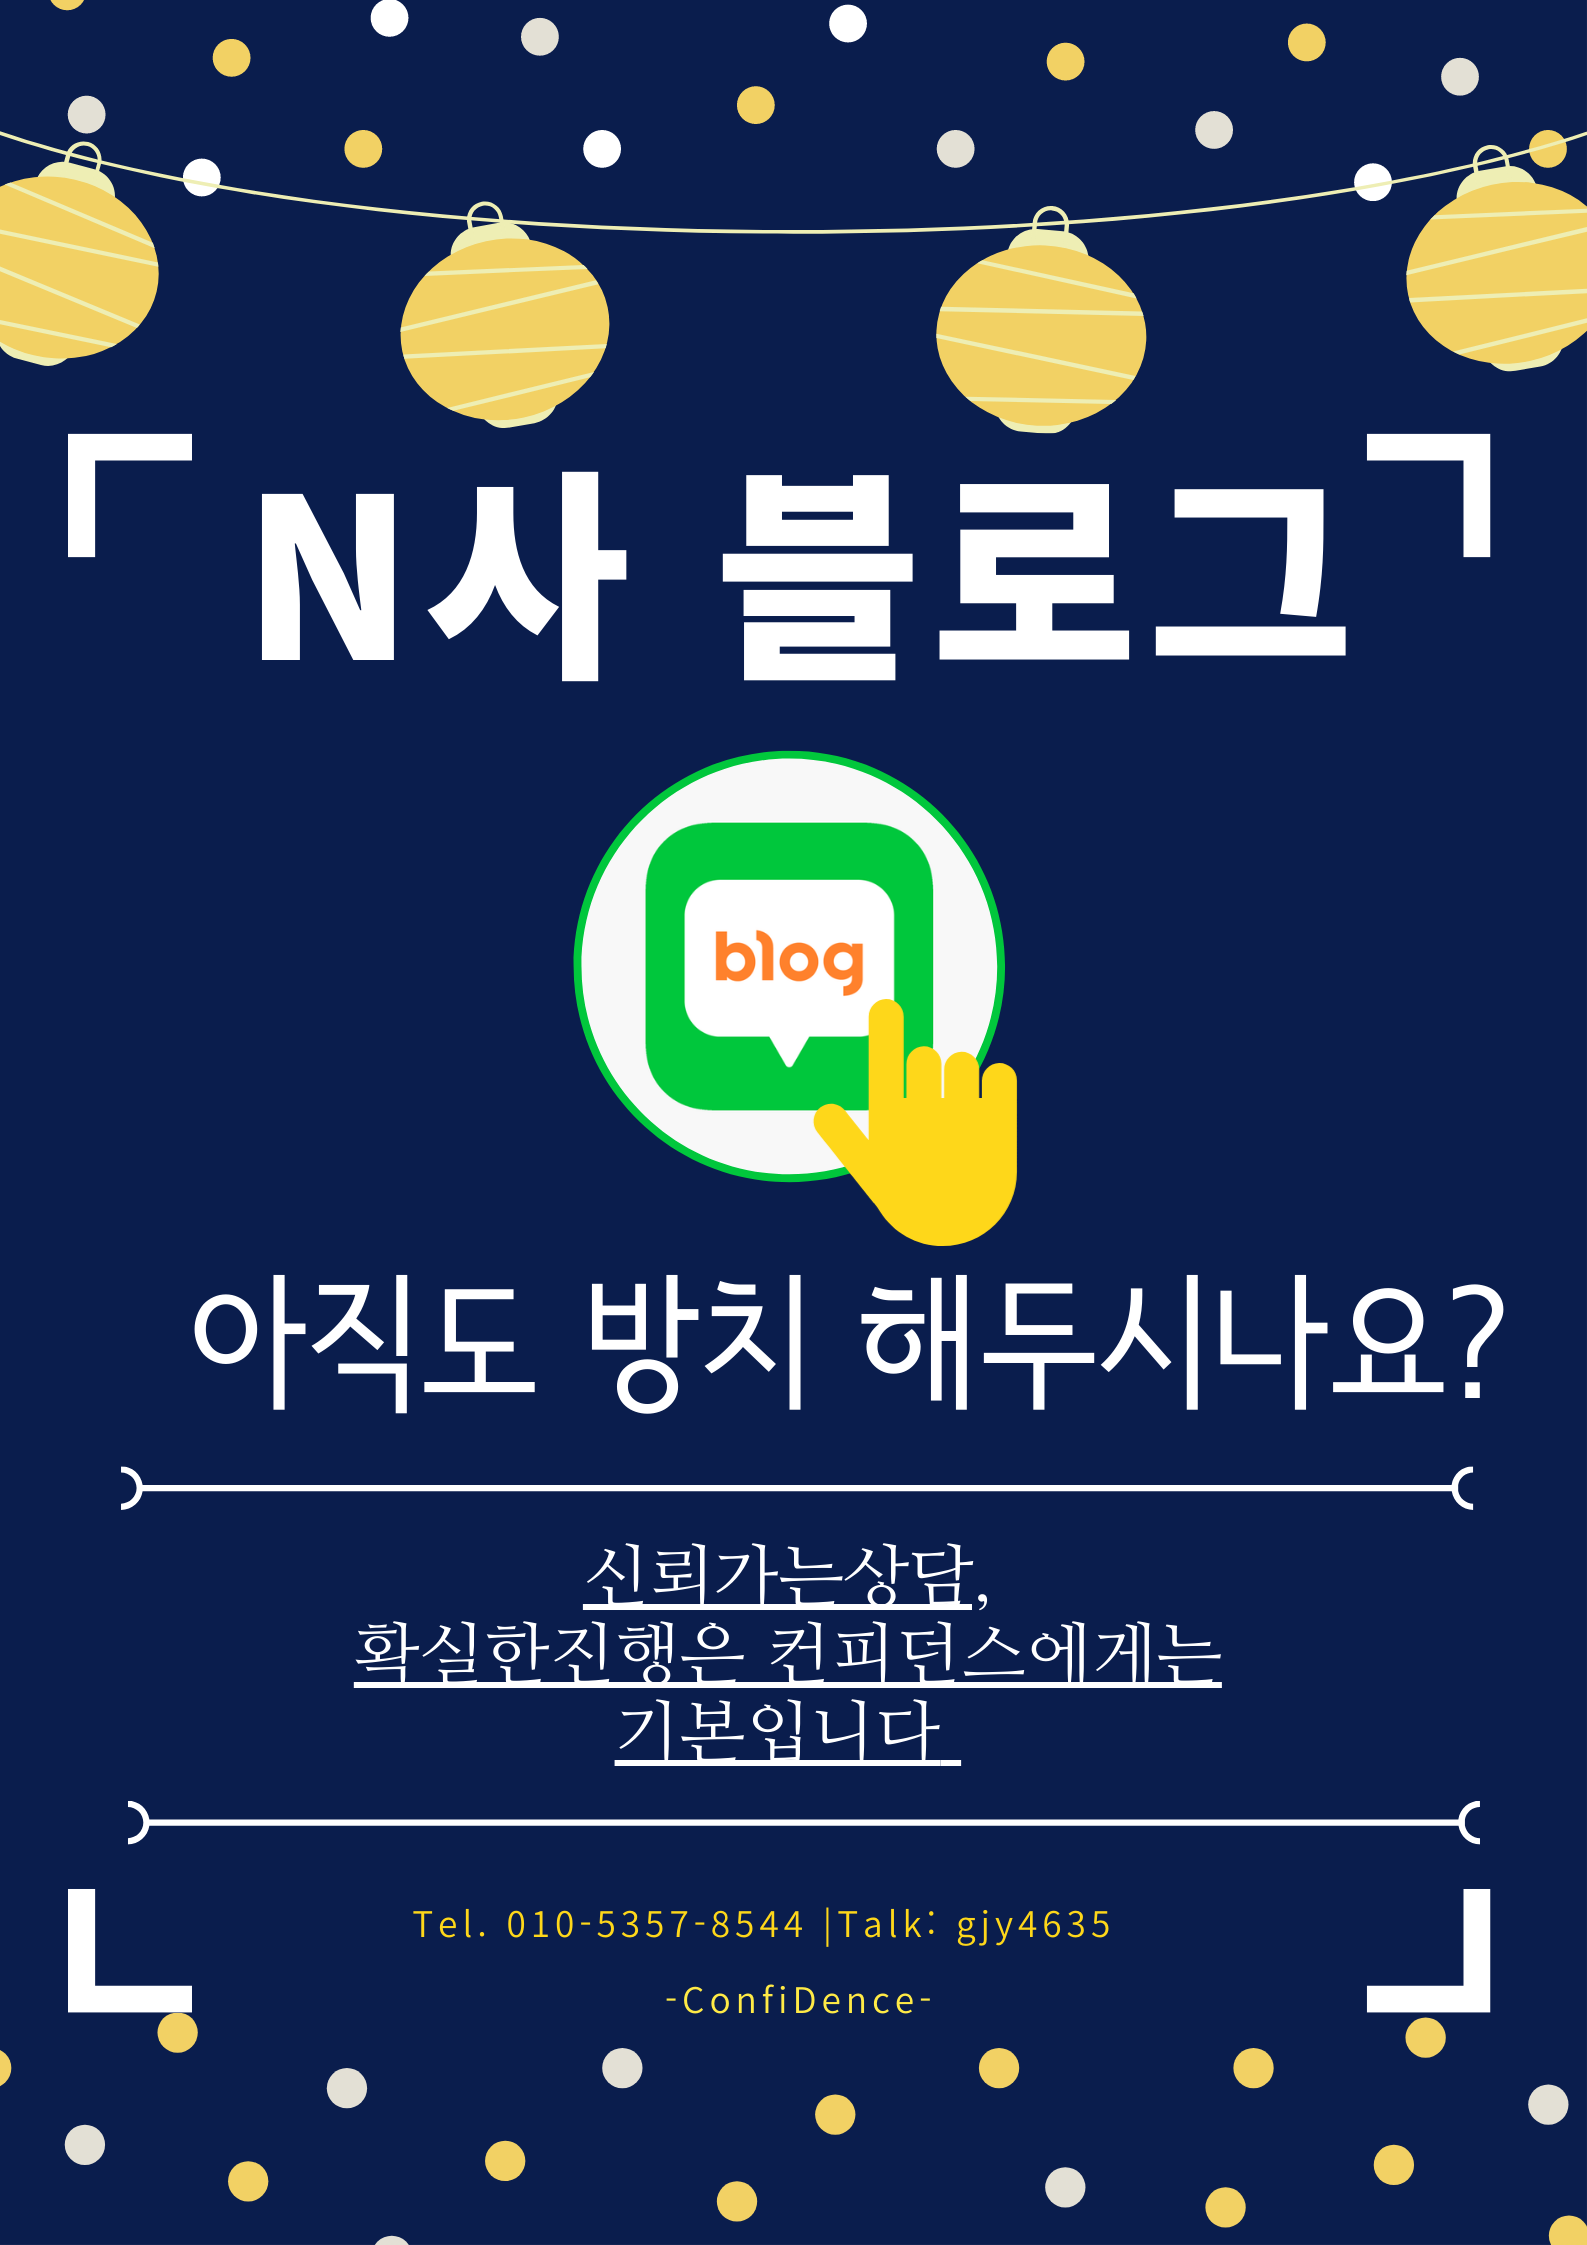 N사 블로그
blog
아직도 방치 해두시나요?
신뢰가는상담,
확실한진행은 컨피던스에게는
기본입니다
Tel. 010-5357-8544 |Talk: gjy4635
-ConfiDence-